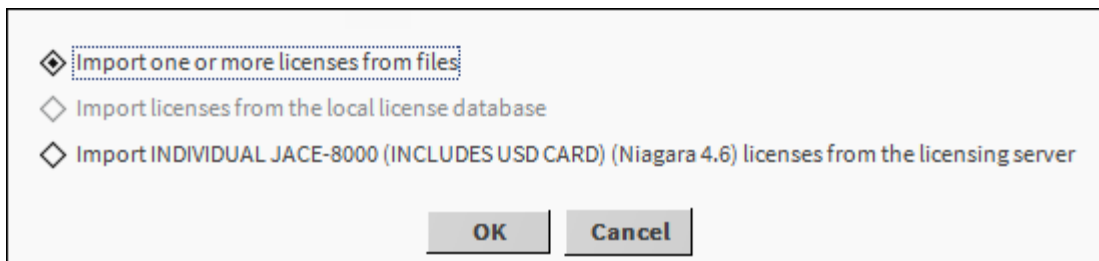 Import one or more licenses from files
Import licenses from the local license database
Import INDIVIDUAL JACE-8000 (INCLUDES USD CARD) (Niagara 4.6) licenses from the licensing server
OK Cancel